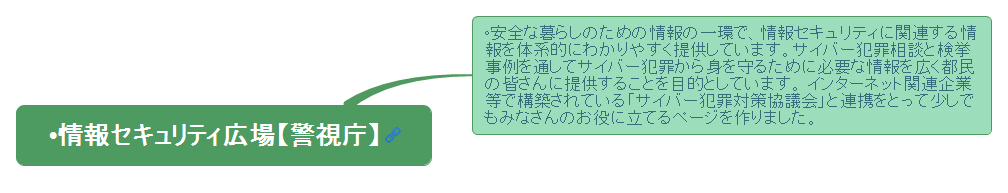 •情報セキュリティ広場【警視庁】
•安全な暮らしのための情報の一環で、情報セキュリティに関連する情
報を体系的にわかりやすく提供しています。サイバー犯罪相談と検挙
事例を通してサイバー犯罪から身を守るために必要な情報を広く都民
の皆さんに提供することを目的としています。 インターネット関連企業
等で構築されている「サイバー犯罪対策協議会」と連携をとって少しで
もみなさんのお役に立てるページを作りました。